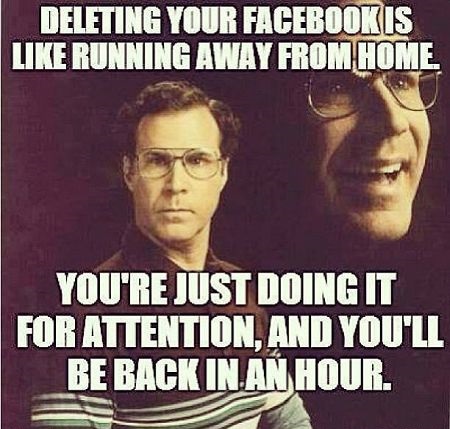 DELETING YOUR FACEBOOK IS
LIKE RUNNING AWAY FROM HOME.
YOU'RE JUST DOING IT
FOR ATTENTION, AND YOU'LL
BE BACK IN AN HOUR.